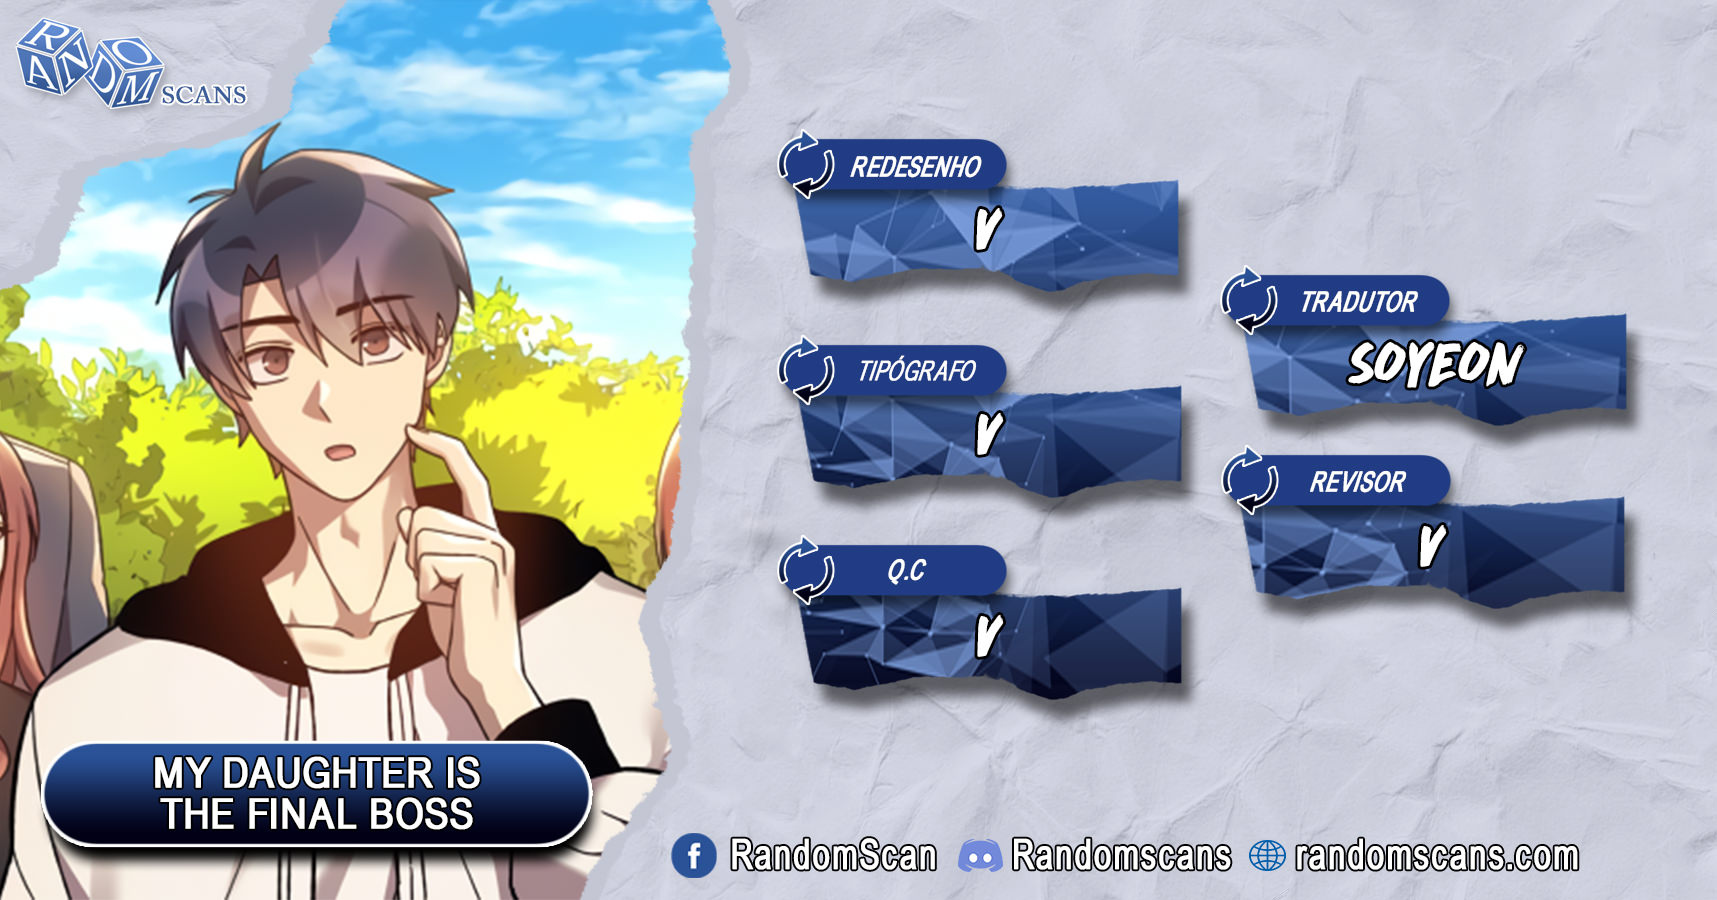 RANDOM SCANS
REDESENHO
V
TIPÓGRAFO
V
Q.C
V
TRADUTOR
SOYEON
REVISOR
V
MY DAUGHTER IS
THE FINAL BOSS
RandomScan
Randomscans
randomscans.com